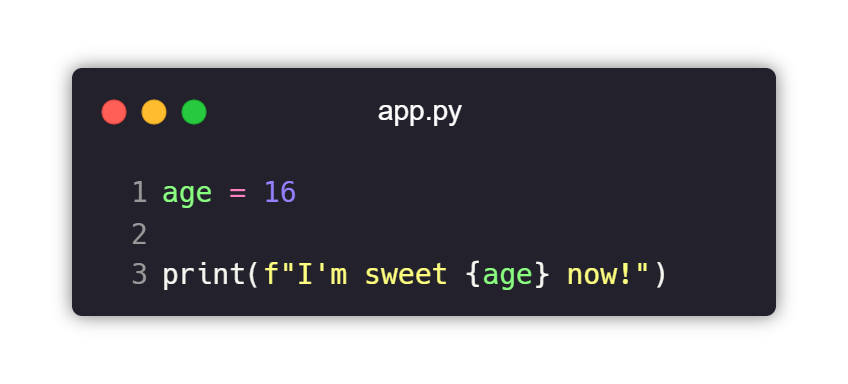 app.py
1 age = 16
2
3 print(f"I'm sweet {age} now!")